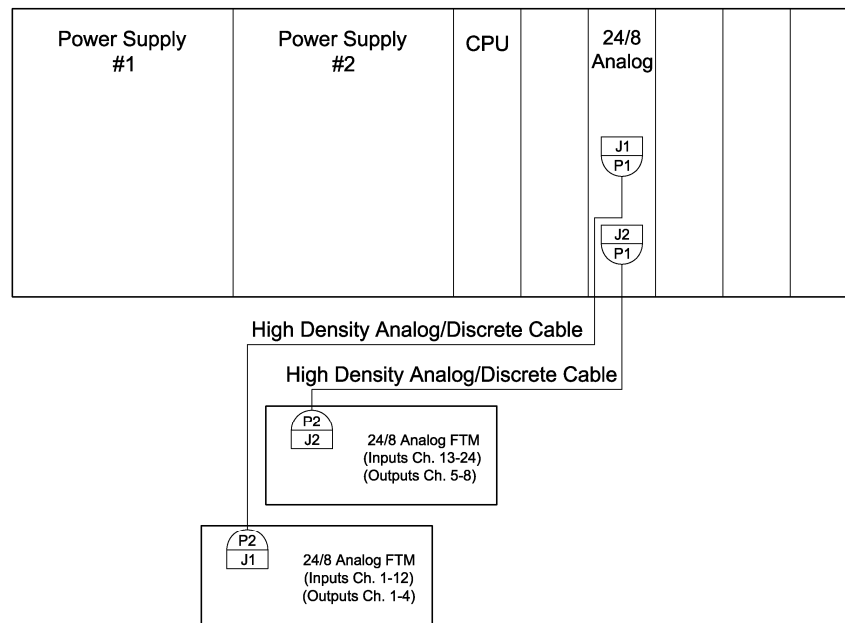 Power Supply
#1
Power Supply
#2
CPU
24/8
Analog
J1
P1
J2
P1
High Density Analog/Discrete Cable
High Density Analog/Discrete Cable
P2
J2
24/8 Analog FTM
(Inputs Ch. 13-24)
(Outputs Ch. 5-8)
P2
J1
24/8 Analog FTM
(Inputs Ch. 1-12)
(Outputs Ch. 1-4)